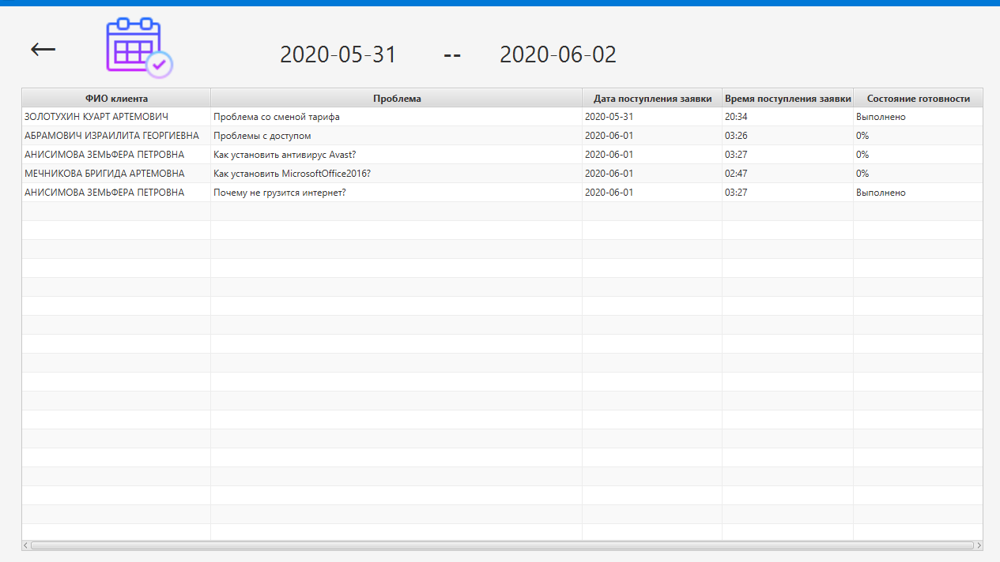 2020-05-31 -- 2020-06-02
ФИО клиента Проблема Дата поступления заявки Время поступления заявки Состояние готовности
ЗОЛОТУХИН КУАРТ АРТЕМОВИЧ Проблема со сменой тарифа 2020-05-31 20:34 Выполнено
АБРАМОВИЧ ИЗРАИЛИТА ГЕОРГИЕВНА Проблемы с доступом 2020-06-01 03:26 0%
АНИСИМОВА ЗЕМЬФЕРА ПЕТРОВНА Как установить антивирус Avast? 2020-06-01 03:27 0%
МЕЧНИКОВА БРИГИДА АРТЕМОВНА Как установить MicrosoftOffice2016? 2020-06-01 02:47 0%
АНИСИМОВА ЗЕМЬФЕРА ПЕТРОВНА Почему не грузится интернет? 2020-06-01 03:27 Выполнено